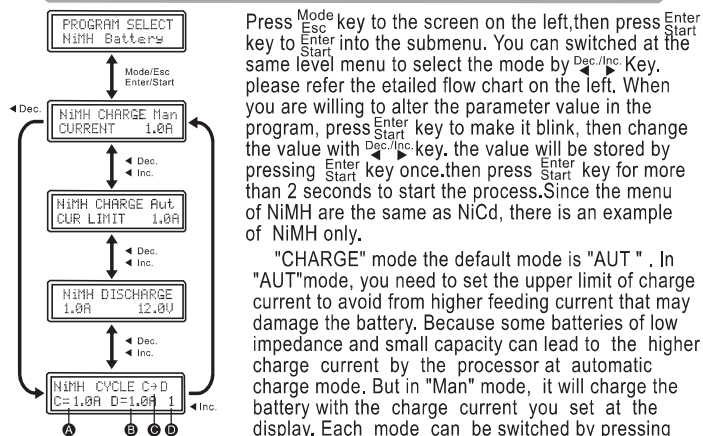 PROGRAM SELECT
NiMH Battery
Mode/Esc
Enter/Start
◄Dec.
NiMH CHARGE Man
CURRENT 1.0A
◄ Dec.
◄ Inc.
NiMH CHARGE Aut
CUR LIMIT 1.0A
◄ Dec.
◄ Inc.
NiMH DISCHARGE
1.0A 12.0V
◄ Dec.
◄ Inc.
NiMH CYCLE C→D
C=1.0A D=1.0A 1
◄Inc.
A B C D
Press Mode Esc key to the screen on the left,then press Enter Start
key to Enter Start into the submenu. You can switched at the
same level menu to select the mode by Dec./Inc. ◄ ► Key.
please refer the etailed flow chart on the left. When
you are willing to alter the parameter value in the
program, press Enter Start key to make it blink, then change
the value with Dec./Inc. ◄ ► key. the value will be stored by
pressing Enter Start key once.then press Enter Start key for more
than 2 seconds to start the process.Since the menu
of NiMH are the same as NiCd, there is an example
of NiMH only.
"CHARGE" mode the default mode is "AUT " . In
"AUT"mode, you need to set the upper limit of charge
current to avoid from higher feeding current that may
damage the battery. Because some batteries of low
impedance and small capacity can lead to the higher
charge current by the processor at automatic
charge mode. But in "Man" mode, it will charge the
battery with the charge current you set at the
display. Each mode can be switched by pressing